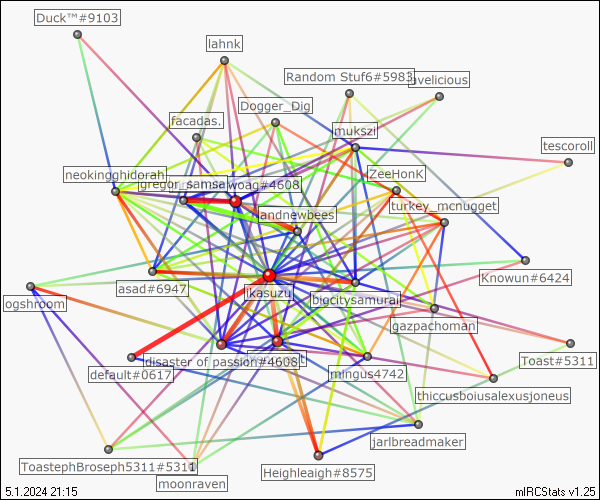 Duck™#9103
lahnk
Random Stuf6#5983
avelicious
Dogger_Dig
facadas.
mukszi
tescoroll
neokingghidorah
gregor_samsa
woag#4608
ZeeHonK
turkey_mcnugget
andnewbees
asad#6947
ikasuzu
bigcitysamurai
Knowun#6424
ogshroom
gazpachoman
disaster of passion#4608
default#0617
mingus4742
Toast#5311
thiccusboiusalexusjoneus
jarlbreadmaker
ToastephBroseph5311#5311
moonraven
Heighleaigh#8575
5.1.2024 21:15
mIRCStats v1.25